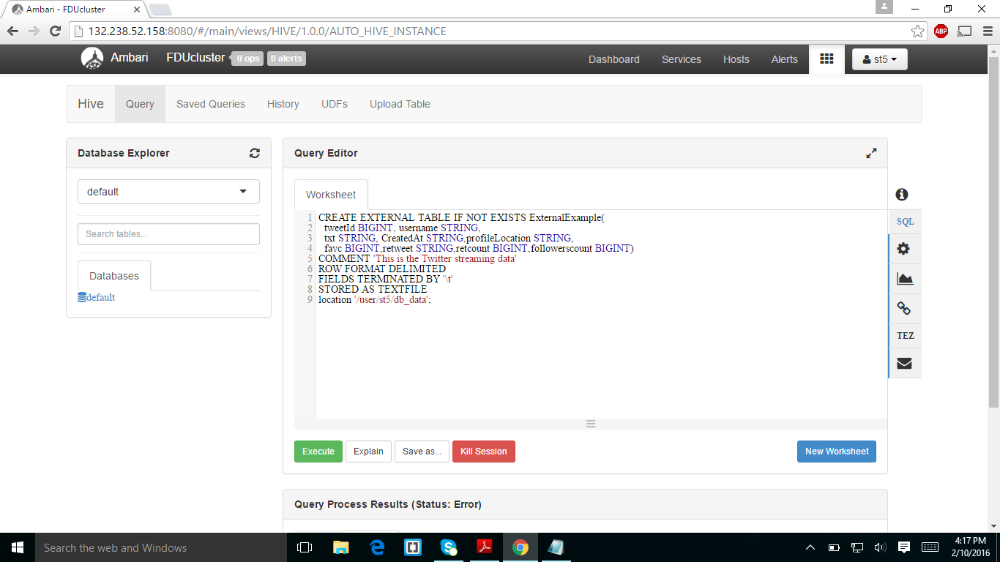 Ambari - FDUcluster
132.238.52.158:8080/#/main/views/HIVE/1.0.0/AUTO_HIVE_INSTANCE
ABP
Ambari FDUcluster 0 ops 0 alerts Dashboard Services Hosts Alerts st5
Hive Query Saved Queries History UDFs Upload Table
Database Explorer
default
Search tables...
Databases
default
Query Editor
Worksheet
1 CREATE EXTERNAL TABLE IF NOT EXISTS ExternalExample(
2 tweetId BIGINT, username STRING,
3 txt STRING, CreatedAt STRING,profileLocation STRING,
4 favc BIGINT,retweet STRING,retcount BIGINT,followerscount BIGINT)
5 COMMENT 'This is the Twitter streaming data'
6 ROW FORMAT DELIMITED
7 FIELDS TERMINATED BY '\t'
8 STORED AS TEXTFILE
9 location '/user/st5/db_data';
SQL
TEZ
Execute Explain Save as... Kill Session New Worksheet
Query Process Results (Status: Error)
Search the web and Windows
4:17 PM
2/10/2016